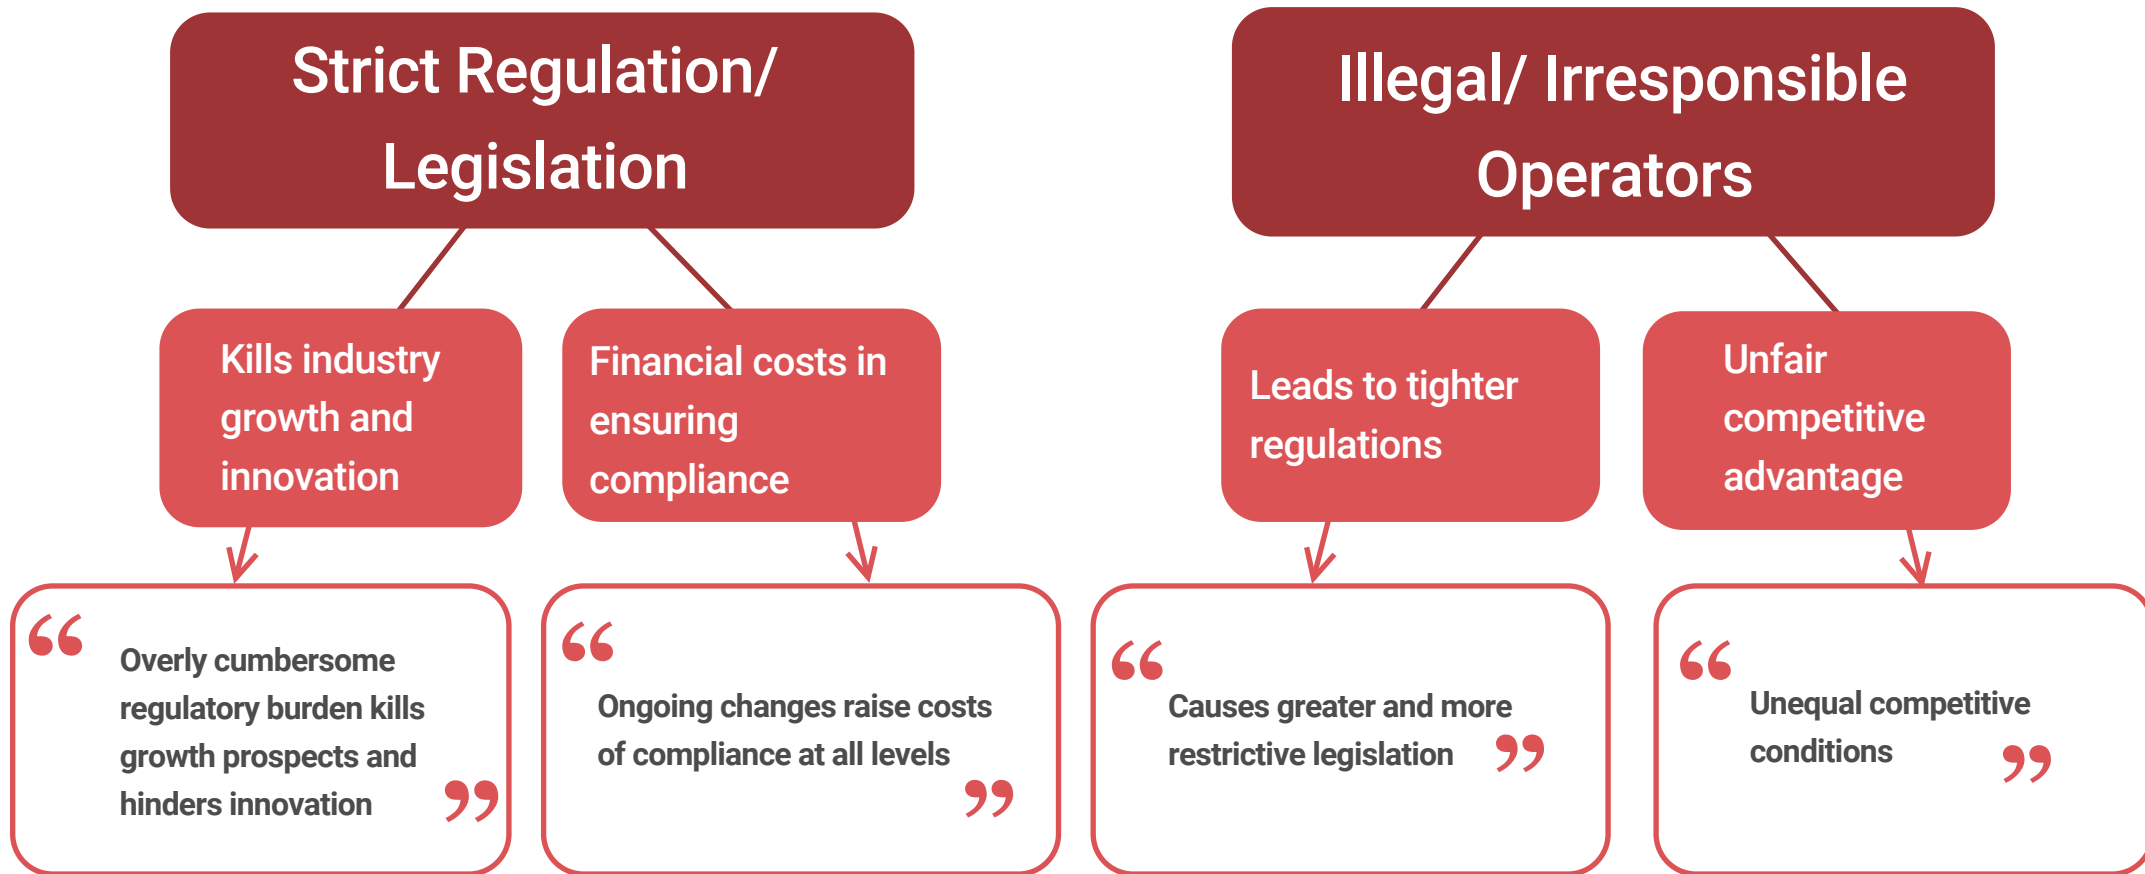 Strict Regulation/
Legislation
Illegal/ Irresponsible
Operators
Kills industry
growth and
innovation
Financial costs in
ensuring
compliance
Leads to tighter
regulations
Unfair
competitive
advantage
“
Overly cumbersome
regulatory burden kills
growth prospects and
hinders innovation
”
“
Ongoing changes raise costs
of compliance at all levels
”
“
Causes greater and more
restrictive legislation ”
“
Unequal competitive
conditions ”